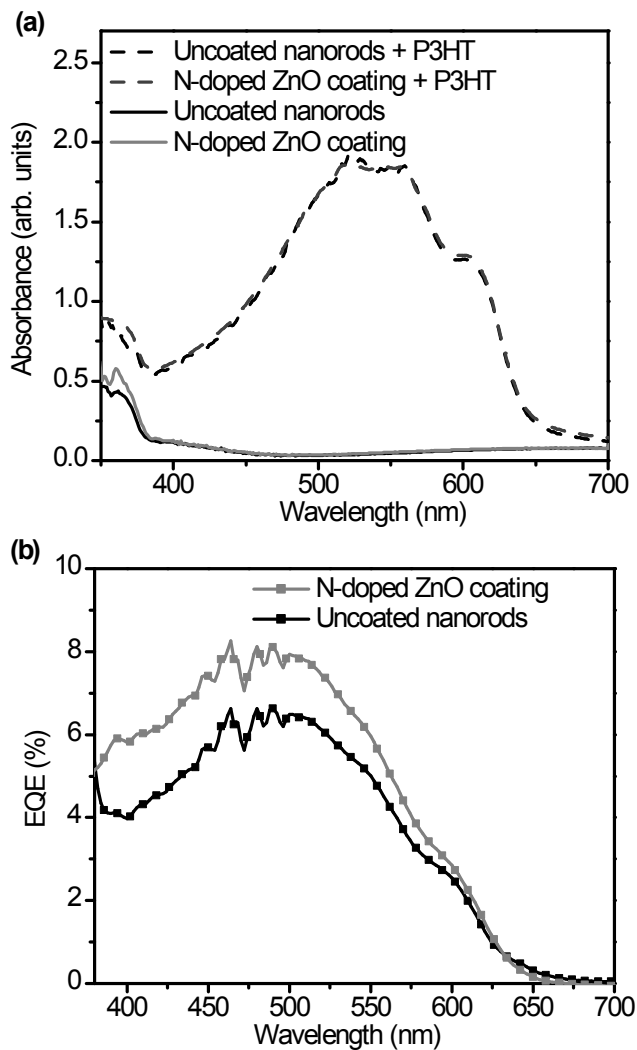 (a)
Uncoated nanorods + P3HT
N-doped ZnO coating + P3HT
Uncoated nanorods
N-doped ZnO coating
Absorbance (arb. units)
2.5
2.0
1.5
1.0
0.5
0.0
400 500 600 700
Wavelength (nm)
(b)
N-doped ZnO coating
Uncoated nanorods
EQE (%)
10
8
6
4
2
0
400 450 500 550 600 650 700
Wavelength (nm)